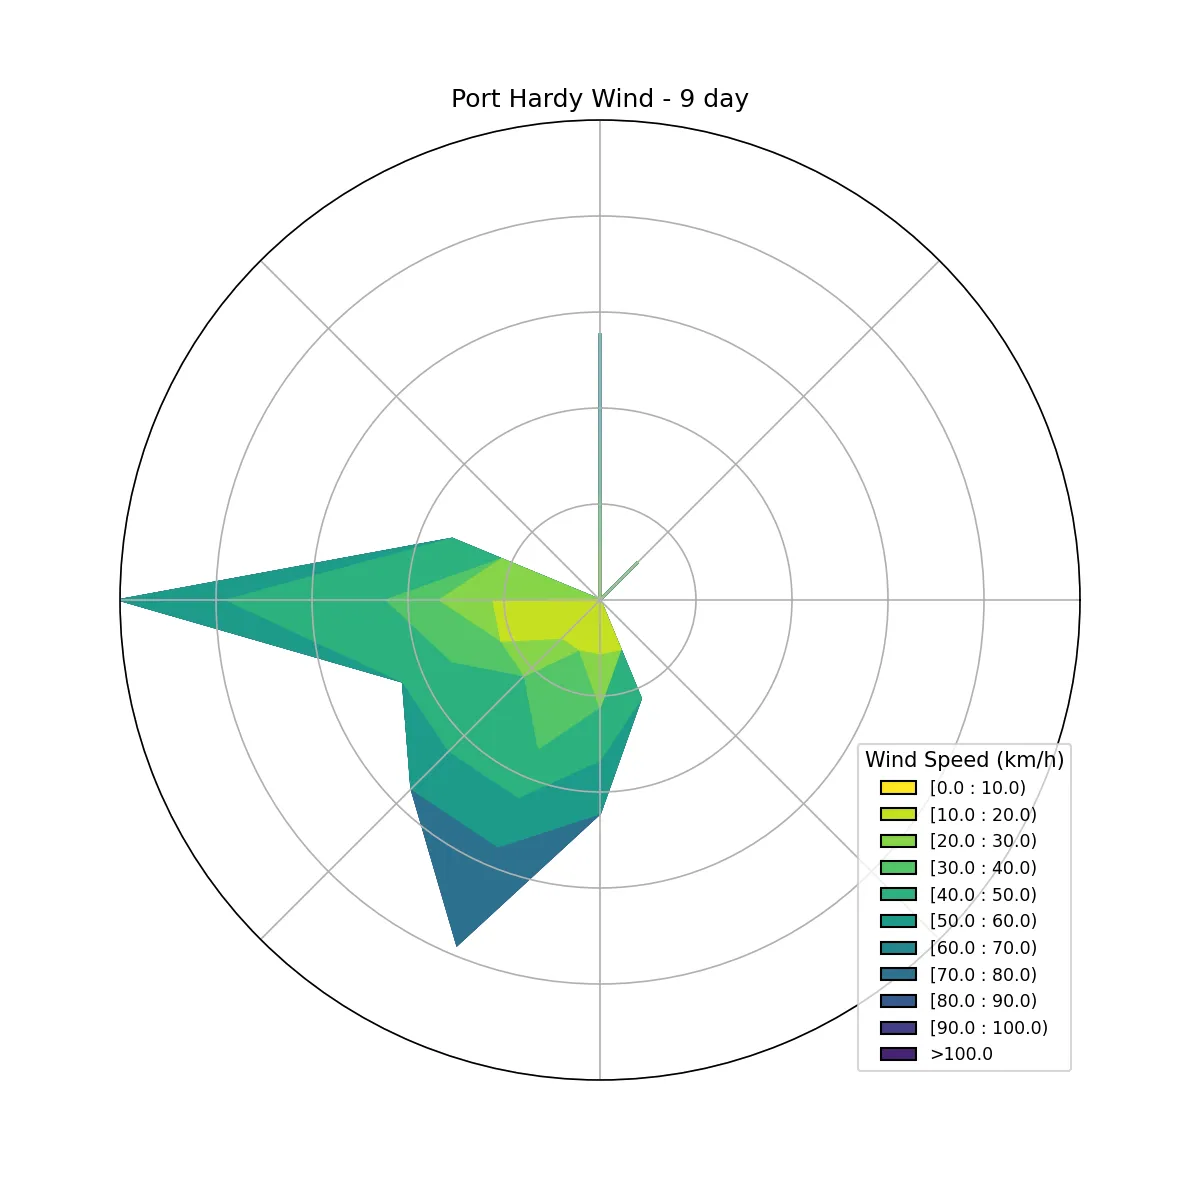 Port Hardy Wind - 9 day
Wind Speed (km/h)
[0.0 : 10.0)
[10.0 : 20.0)
[20.0 : 30.0)
[30.0 : 40.0)
[40.0 : 50.0)
[50.0 : 60.0)
[60.0 : 70.0)
[70.0 : 80.0)
[80.0 : 90.0)
[90.0 : 100.0)
>100.0